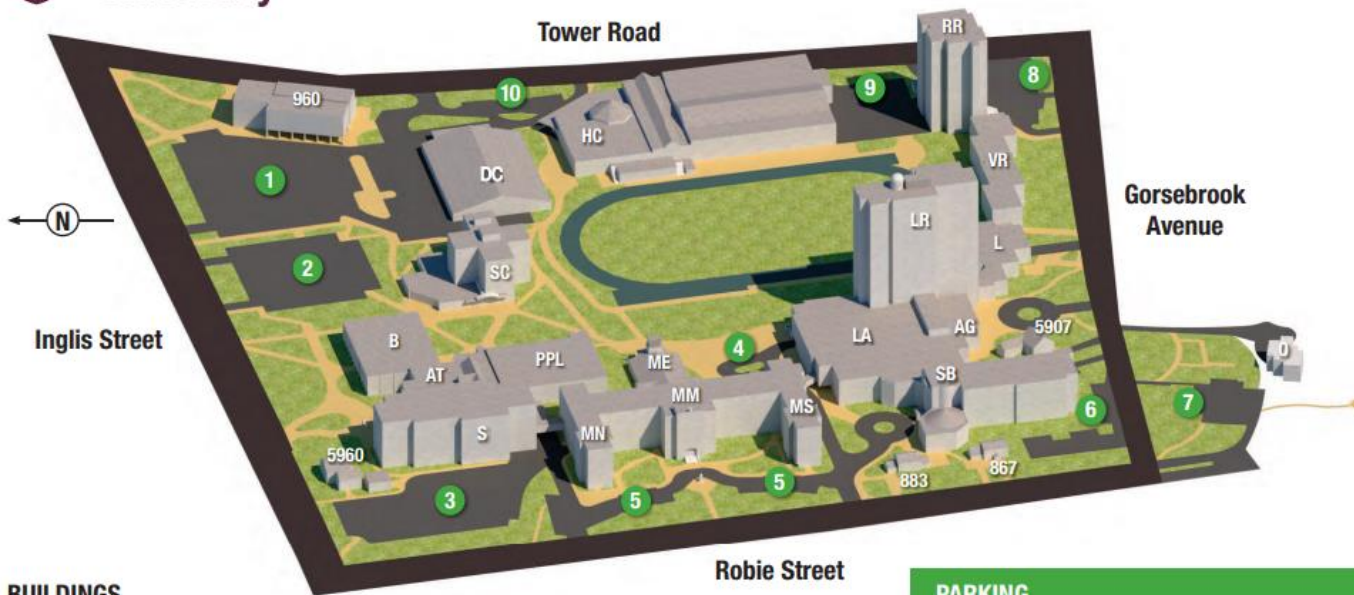 Tower Road
RR
960
10
9
8
HC
DC
VR
1
LR
Gorsebrook
Avenue
N
L
SC
2
Inglis Street
B
AT
PPL
ME
4
LA
AG
5907
0
MM
SB
MS
6
7
S
MN
5960
867
883
3
5
5
Robie Street
BUILDINGS
PARKING